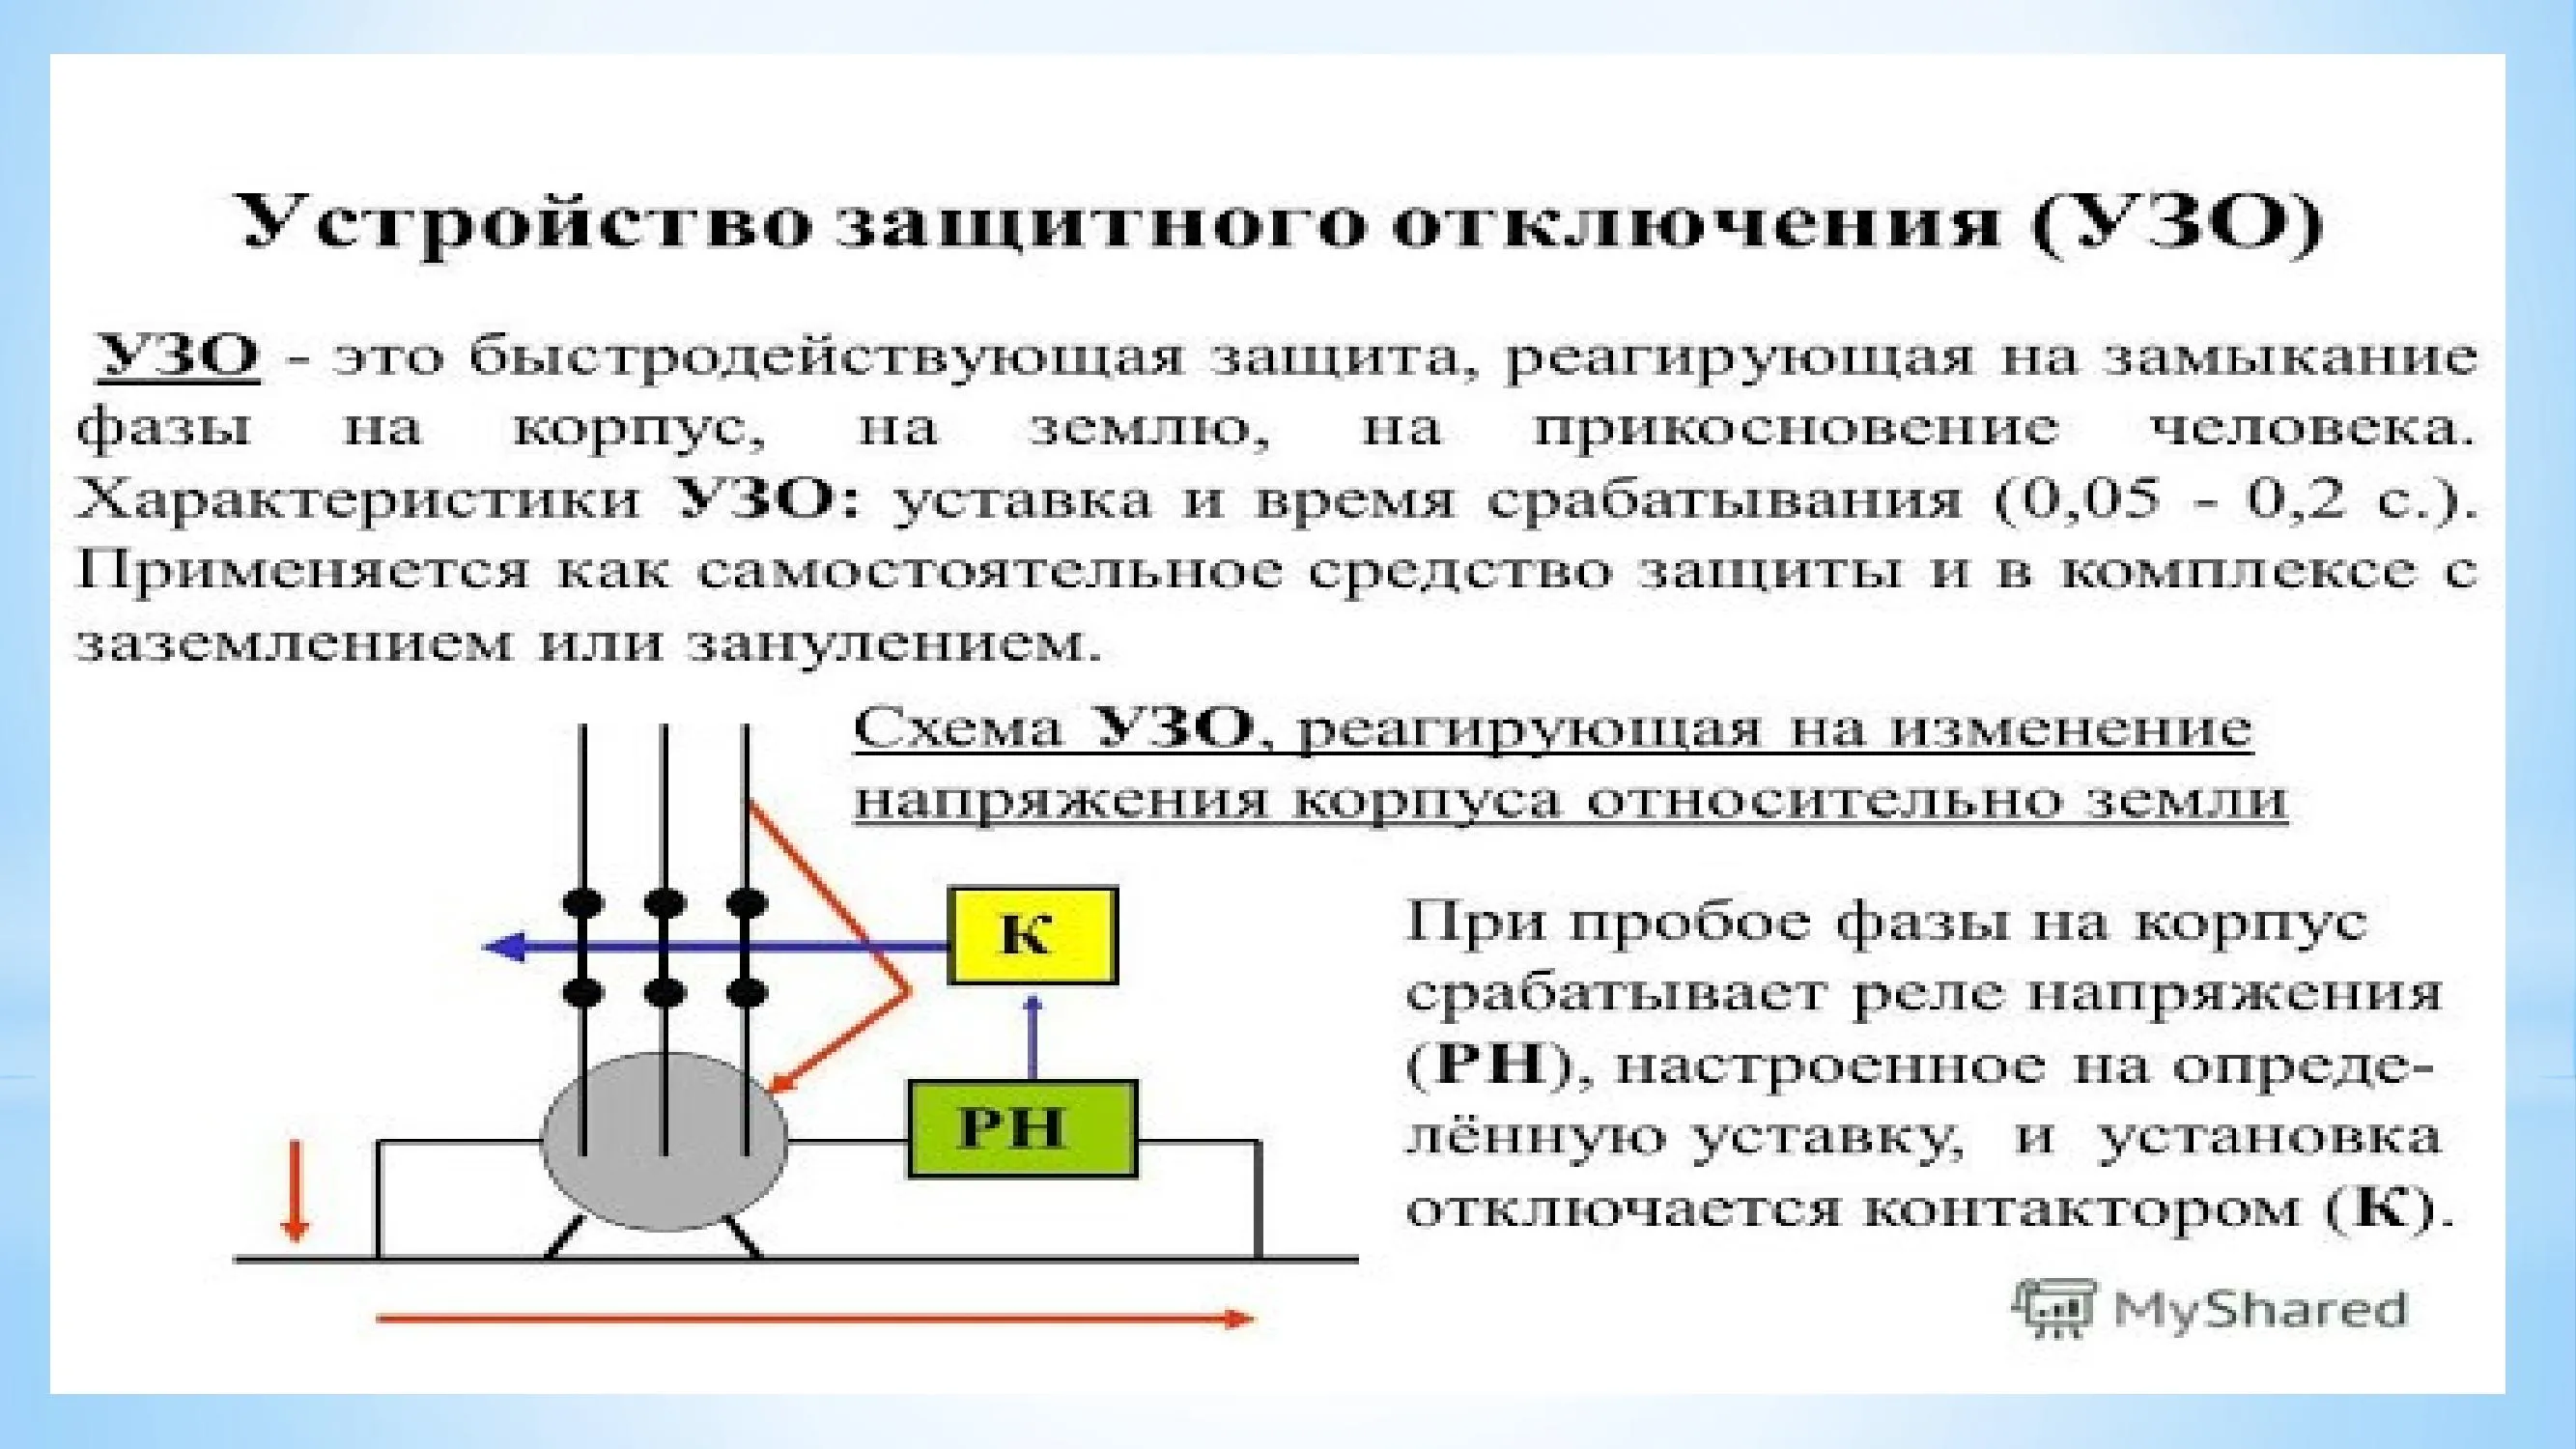 Устройство защитного отключения (УЗО)
УЗО - это быстродействующая защита, реагирующая на замыкание
фазы на корпус, на землю, на прикосновение человека.
Характеристики УЗО: уставка и время срабатывания (0,05 - 0,2 с.).
Применяется как самостоятельное средство защиты и в комплексе с
заземлением или занулением.
Схема УЗО, реагирующая на изменение
напряжения корпуса относительно земли
К
РН
При пробое фазы на корпус
срабатывает реле напряжения
(РН), настроенное на опреде-
лённую уставку, и установка
отключается контактором (К).
MyShared